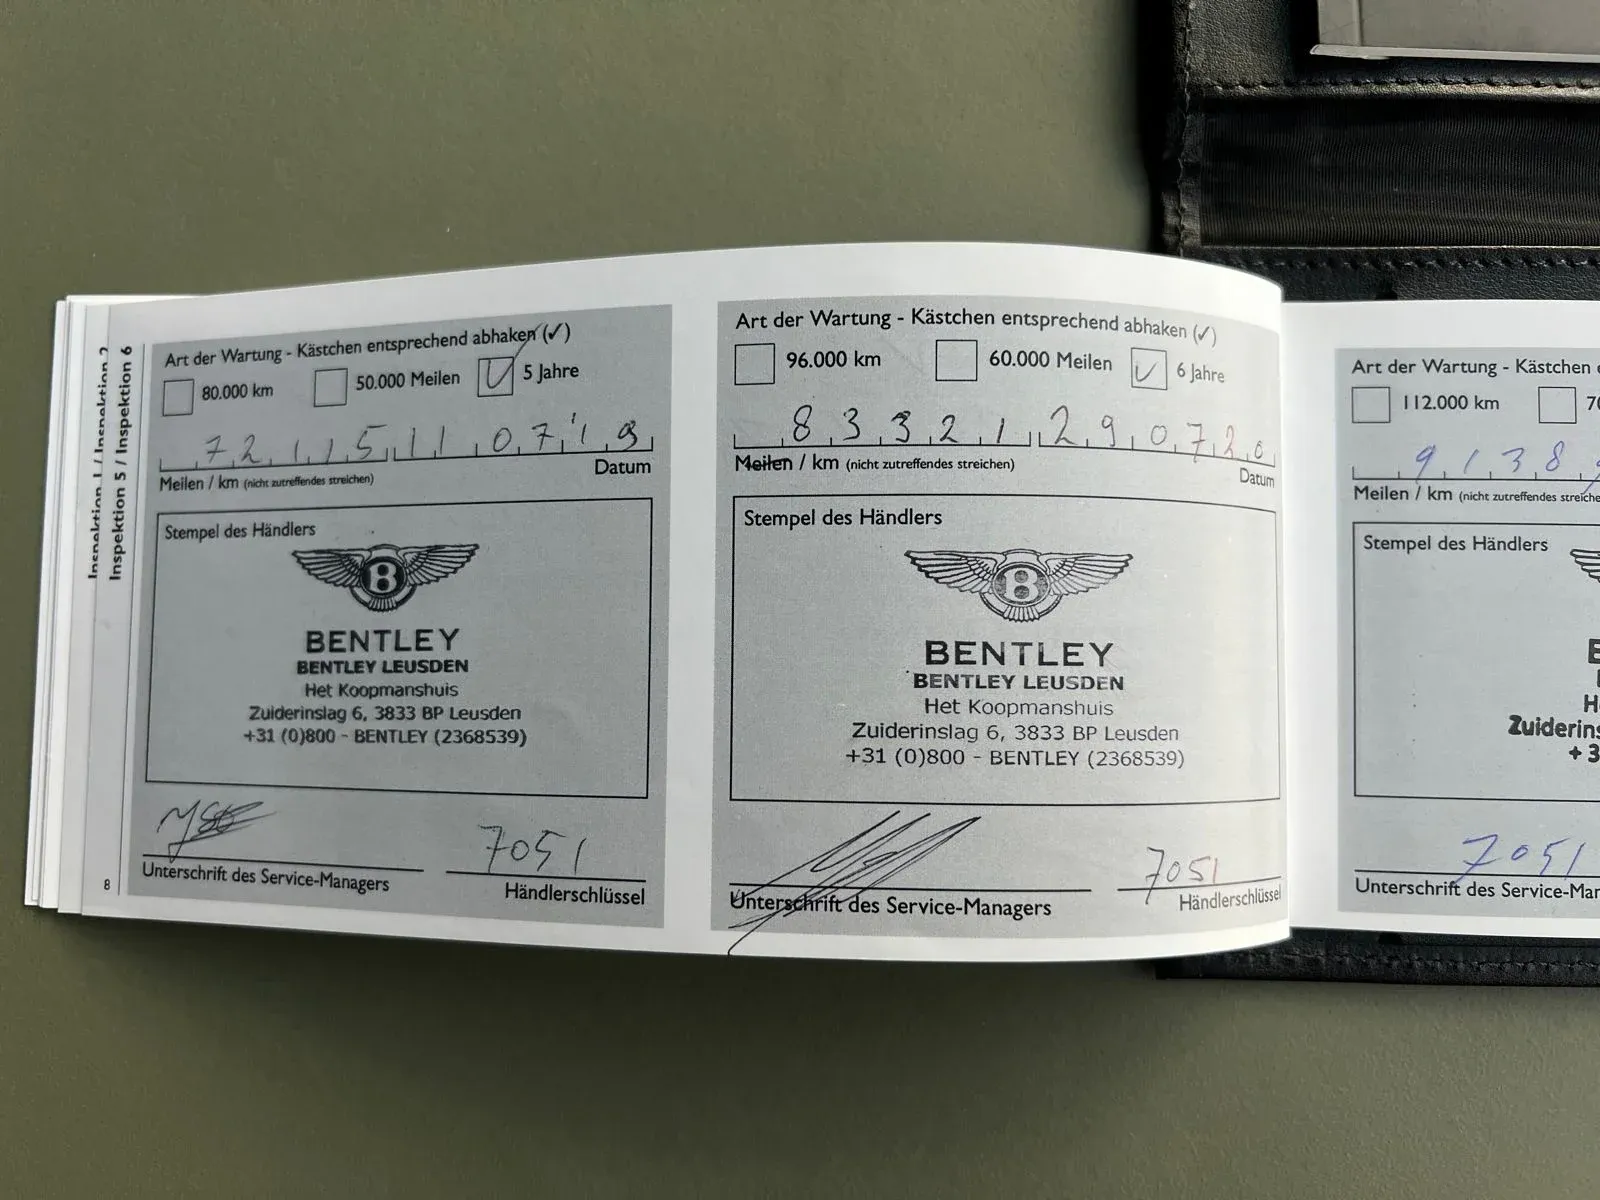 Inspektion 1 / Inspektion 2
Inspektion 5 / Inspektion 6
Art der Wartung - Kästchen entsprechend abhaken (✓)
80.000 km 50.000 Meilen 5 Jahre
72115 110719
Meilen / km (nicht zutreffendes streichen) Datum
Stempel des Händlers
B
BENTLEY
BENTLEY LEUSDEN
Het Koopmanshuis
Zuiderinslag 6, 3833 BP Leusden
+31 (0)800 - BENTLEY (2368539)
7051
Unterschrift des Service-Managers Händlerschlüssel
8
Art der Wartung - Kästchen entsprechend abhaken (✓)
96.000 km 60.000 Meilen 6 Jahre
83321 290720
Meilen / km (nicht zutreffendes streichen) Datum
Stempel des Händlers
B
BENTLEY
BENTLEY LEUSDEN
Het Koopmanshuis
Zuiderinslag 6, 3833 BP Leusden
+31 (0)800 - BENTLEY (2368539)
7051
Unterschrift des Service-Managers Händlerschlüssel
Art der Wartung - Kästchen
112.000 km 70
9138
Meilen / km (nicht zutreffendes streiche
Stempel des Händlers
Zuiderins
+3
7051
Unterschrift des Service-Ma